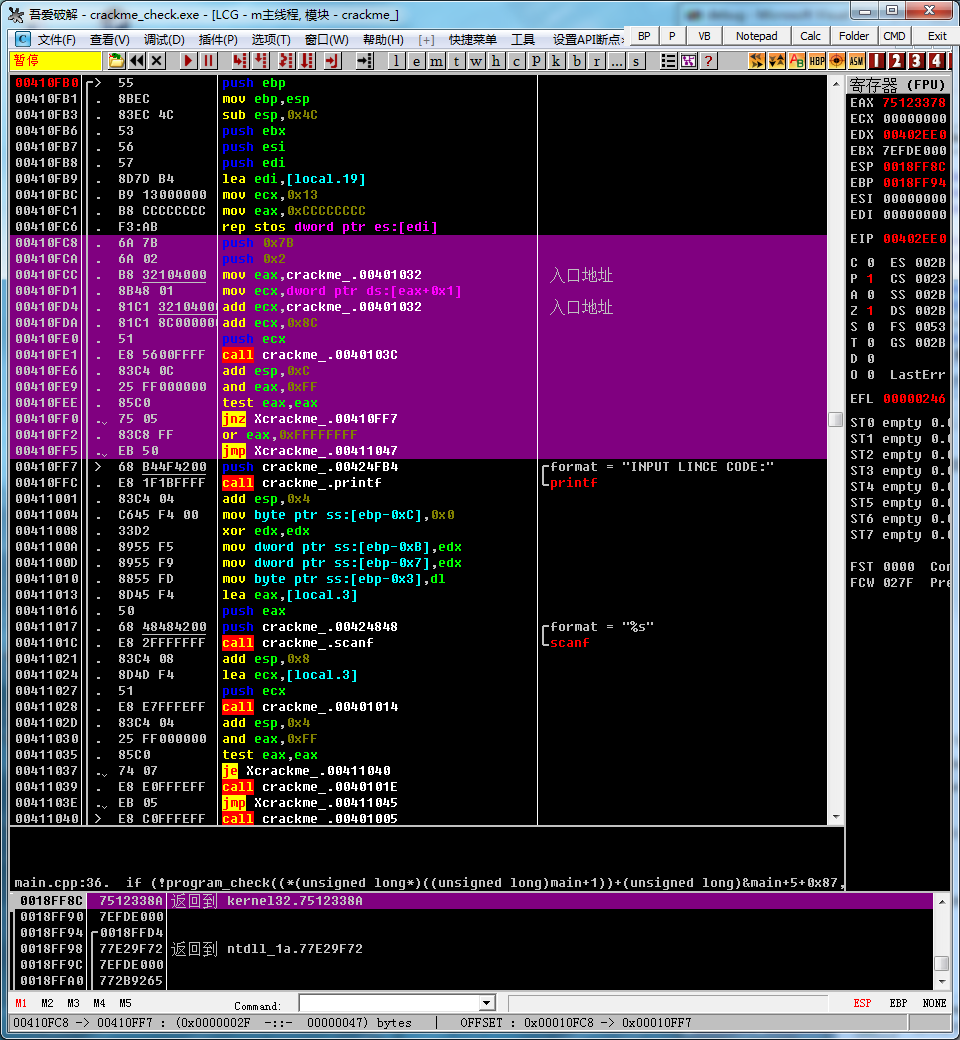 吾爱破解 - crackme_check.exe - [LCG - m主线程, 模块 - crackme_]
文件(F) 查看(V) 调试(D) 插件(P) 选项(T) 窗口(W) 帮助(H) [+] 快捷菜单 工具 设置API断点» BP P VB Notepad Calc Folder CMD Exit
暂停 l e m t w h c P k b r ... s ? HBP ASM 1 2 3 4
00410FB0 . 55 push ebp
00410FB1 . 8BEC mov ebp,esp
00410FB3 . 83EC 4C sub esp,0x4C
00410FB6 . 53 push ebx
00410FB7 . 56 push esi
00410FB8 . 57 push edi
00410FB9 . 8D7D B4 lea edi,[local.19]
00410FBC . B9 13000000 mov ecx,0x13
00410FC1 . B8 CCCCCCCC mov eax,0xCCCCCCCC
00410FC6 . F3:AB rep stos dword ptr es:[edi]
00410FC8 . 6A 7B push 0x7B
00410FCA . 6A 02 push 0x2
00410FCC . B8 32104000 mov eax,crackme_.00401032 入口地址
00410FD1 . 8B48 01 mov ecx,dword ptr ds:[eax+0x1]
00410FD4 . 81C1 32104000 add ecx,crackme_.00401032 入口地址
00410FDA . 81C1 8C000000 add ecx,0x8C
00410FE0 . 51 push ecx
00410FE1 . E8 5600FFFF call crackme_.0040103C
00410FE6 . 83C4 0C add esp,0xC
00410FE9 . 25 FF000000 and eax,0xFF
00410FEE . 85C0 test eax,eax
00410FF0 . 75 05 jnz Xcrackme_.00410FF7
00410FF2 . 83C8 FF or eax,0xFFFFFFFF
00410FF5 . EB 50 jmp Xcrackme_.00411047
00410FF7 > 68 B44F4200 push crackme_.00424FB4 format = "INPUT LINCE CODE:"
00410FFC . E8 1F1BFFFF call crackme_.printf printf
00411001 . 83C4 04 add esp,0x4
00411004 . C645 F4 00 mov byte ptr ss:[ebp-0xC],0x0
00411008 . 33D2 xor edx,edx
0041100A . 8955 F5 mov dword ptr ss:[ebp-0xB],edx
0041100D . 8955 F9 mov dword ptr ss:[ebp-0x7],edx
00411010 . 8855 FD mov byte ptr ss:[ebp-0x3],dl
00411013 . 8D45 F4 lea eax,[local.3]
00411016 . 50 push eax
00411017 . 68 48484200 push crackme_.00424848 format = "%s"
0041101C . E8 2FFFFFFF call crackme_.scanf scanf
00411021 . 83C4 08 add esp,0x8
00411024 . 8D4D F4 lea ecx,[local.3]
00411027 . 51 push ecx
00411028 . E8 E7FFFEFF call crackme_.00401014
0041102D . 83C4 04 add esp,0x4
00411030 . 25 FF000000 and eax,0xFF
00411035 . 85C0 test eax,eax
00411037 . 74 07 je Xcrackme_.00411040
00411039 . E8 E0FFFEFF call crackme_.0040101E
0041103E . EB 05 jmp Xcrackme_.00411045
00411040 > E8 C0FFFEFF call crackme_.00401005
寄存器 (FPU)
EAX 75123378
ECX 00000000
EDX 00402EE0
EBX 7EFDE000
ESP 0018FF8C
EBP 0018FF94
ESI 00000000
EDI 00000000
EIP 00402EE0
C 0 ES 002B
P 1 CS 0023
A 0 SS 002B
Z 1 DS 002B
S 0 FS 0053
T 0 GS 002B
D 0
O 0 LastErr
EFL 00000246
ST0 empty 0.
ST1 empty 0.
ST2 empty 0.
ST3 empty 0.
ST4 empty 0.
ST5 empty 0.
ST6 empty 0.
ST7 empty 0.
FST 0000 Con
FCW 027F Pre
main.cpp:36. if (!program_check((*(unsigned long*)((unsigned long)main+1))+(unsigned long)&main+5+0x87,
0018FF8C 7512338A 返回到 kernel32.7512338A
0018FF90 7EFDE000
0018FF94 0018FFD4
0018FF98 77E29F72 返回到 ntdll_1a.77E29F72
0018FF9C 7EFDE000
0018FFA0 772B9265
M1 M2 M3 M4 M5 Command: ESP EBP NONE
00410FC8 -> 00410FF7 : (0x0000002F -::- 00000047) bytes | OFFSET : 0x00010FC8 -> 0x00010FF7